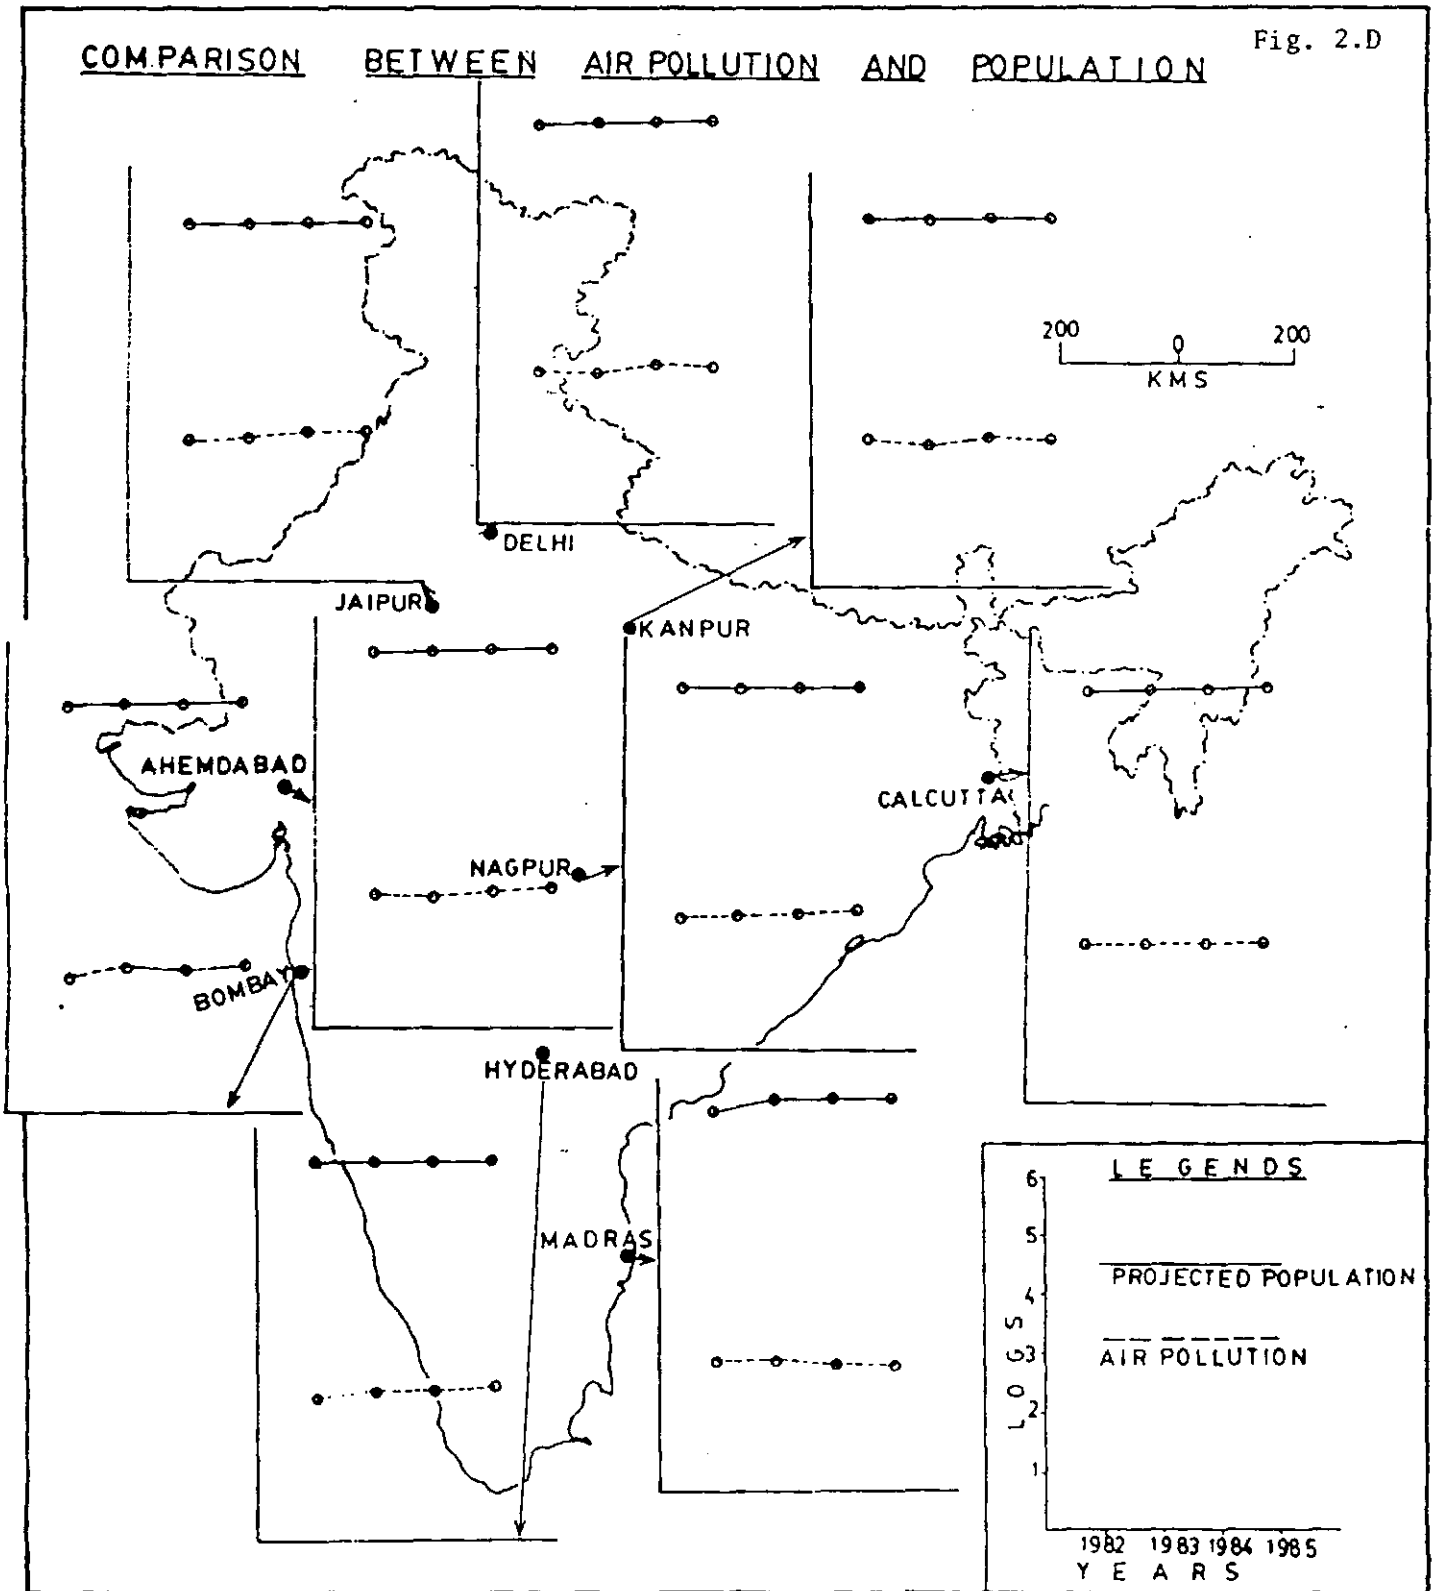 Fig. 2.D
COMPARISON BETWEEN AIR POLLUTION AND POPULATION
200 0 200
KMS
DELHI
JAIPUR
KANPUR
AHEMDABAD
CALCUTTA
NAGPUR
BOMBAY
HYDERABAD
MADRAS
LEGENDS
6
5
PROJECTED POPULATION
4
3
AIR POLLUTION
2
1
LOGS
1982 1983 1984 1985
YEARS